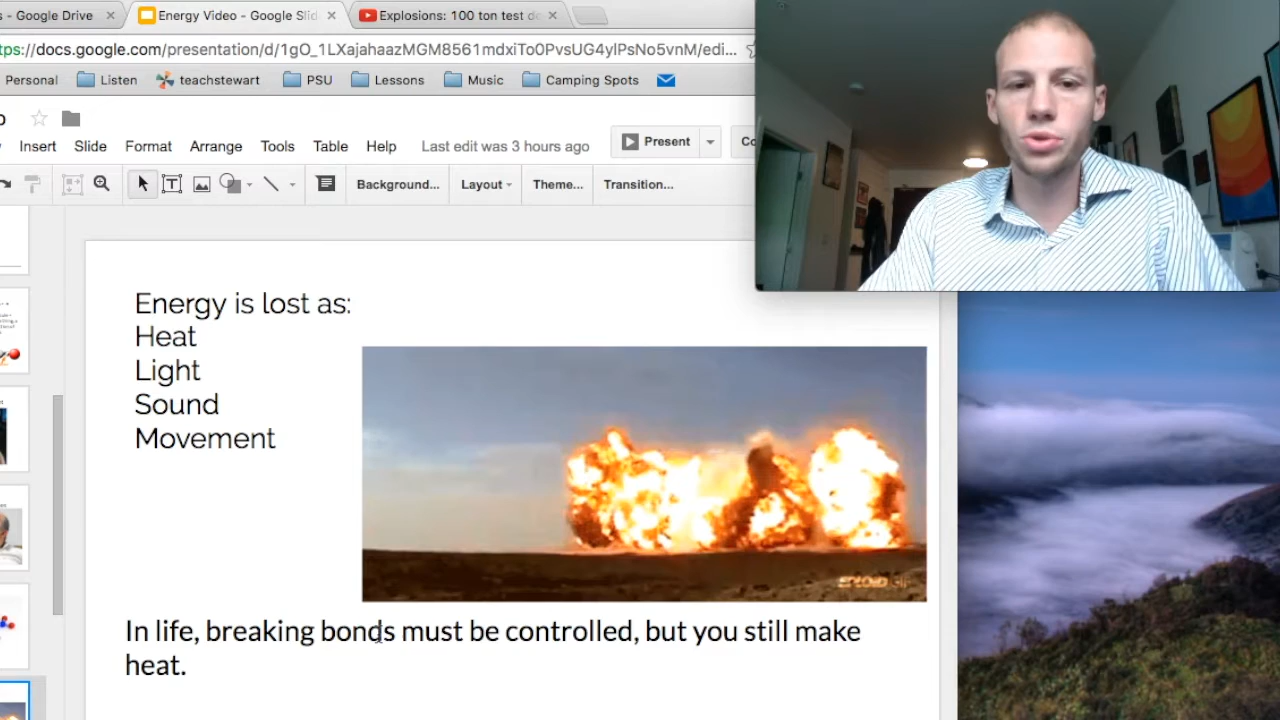 s - Google Drive
Energy Video - Google Slid
Explosions: 100 ton test de
ps://docs.google.com/presentation/d/1gO_1LXajahaazMGM8561mdxiTo0PvsUG4ylPsNo5vnM/edi...
Personal Listen teachstewart PSU Lessons Music Camping Spots
Insert Slide Format Arrange Tools Table Help Last edit was 3 hours ago Present Co
Background... Layout Theme... Transition...
Energy is lost as:
Heat
Light
Sound
Movement
In life, breaking bonds must be controlled, but you still make
heat.